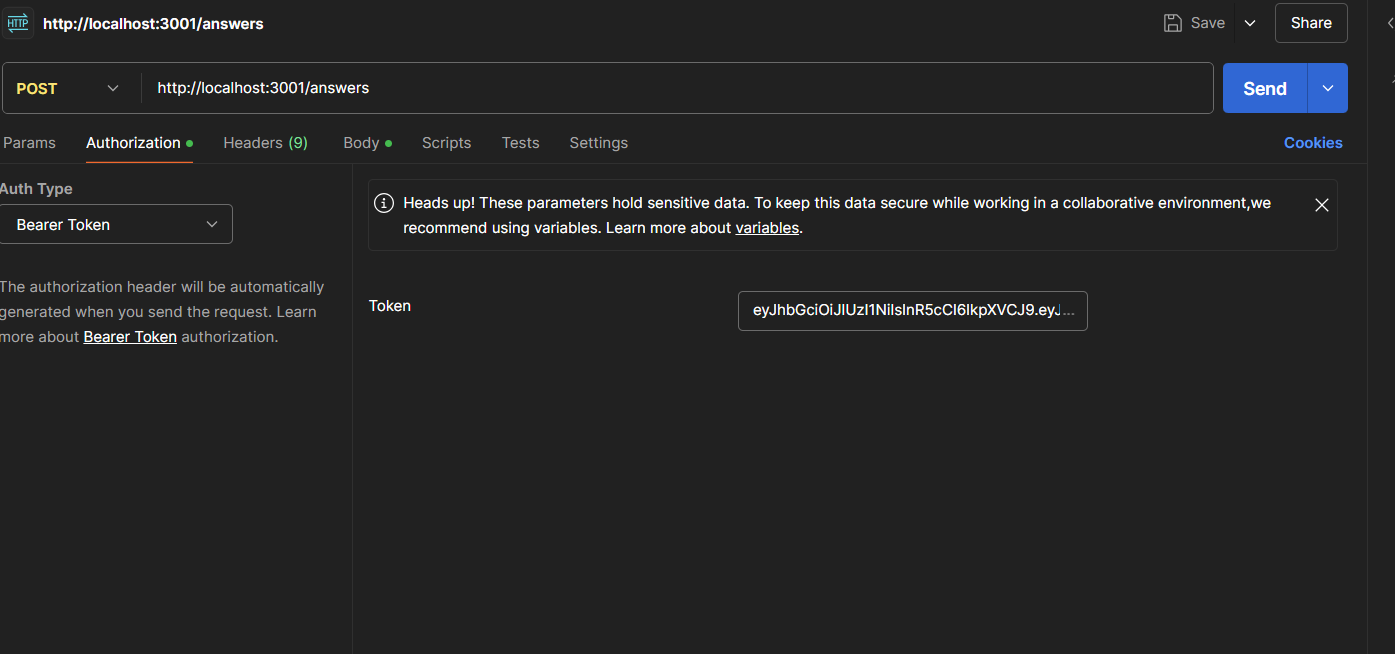 HTTP http://localhost:3001/answers Save Share
POST http://localhost:3001/answers Send
Params Authorization Headers (9) Body Scripts Tests Settings Cookies
Auth Type
Bearer Token
The authorization header will be automatically
generated when you send the request. Learn
more about Bearer Token authorization.
Heads up! These parameters hold sensitive data. To keep this data secure while working in a collaborative environment,we
recommend using variables. Learn more about variables.
Token eyJhbGciOiJIUzI1NiIsInR5cCI6IkpXVCJ9.eyJ...